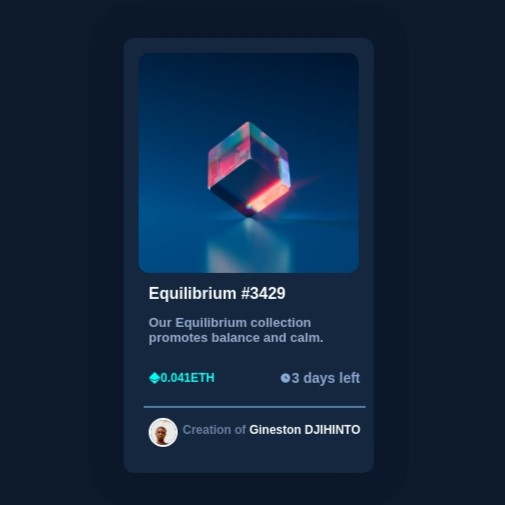 Equilibrium #3429
Our Equilibrium collection
promotes balance and calm.
0.041ETH 3 days left
Creation of Gineston DJIHINTO